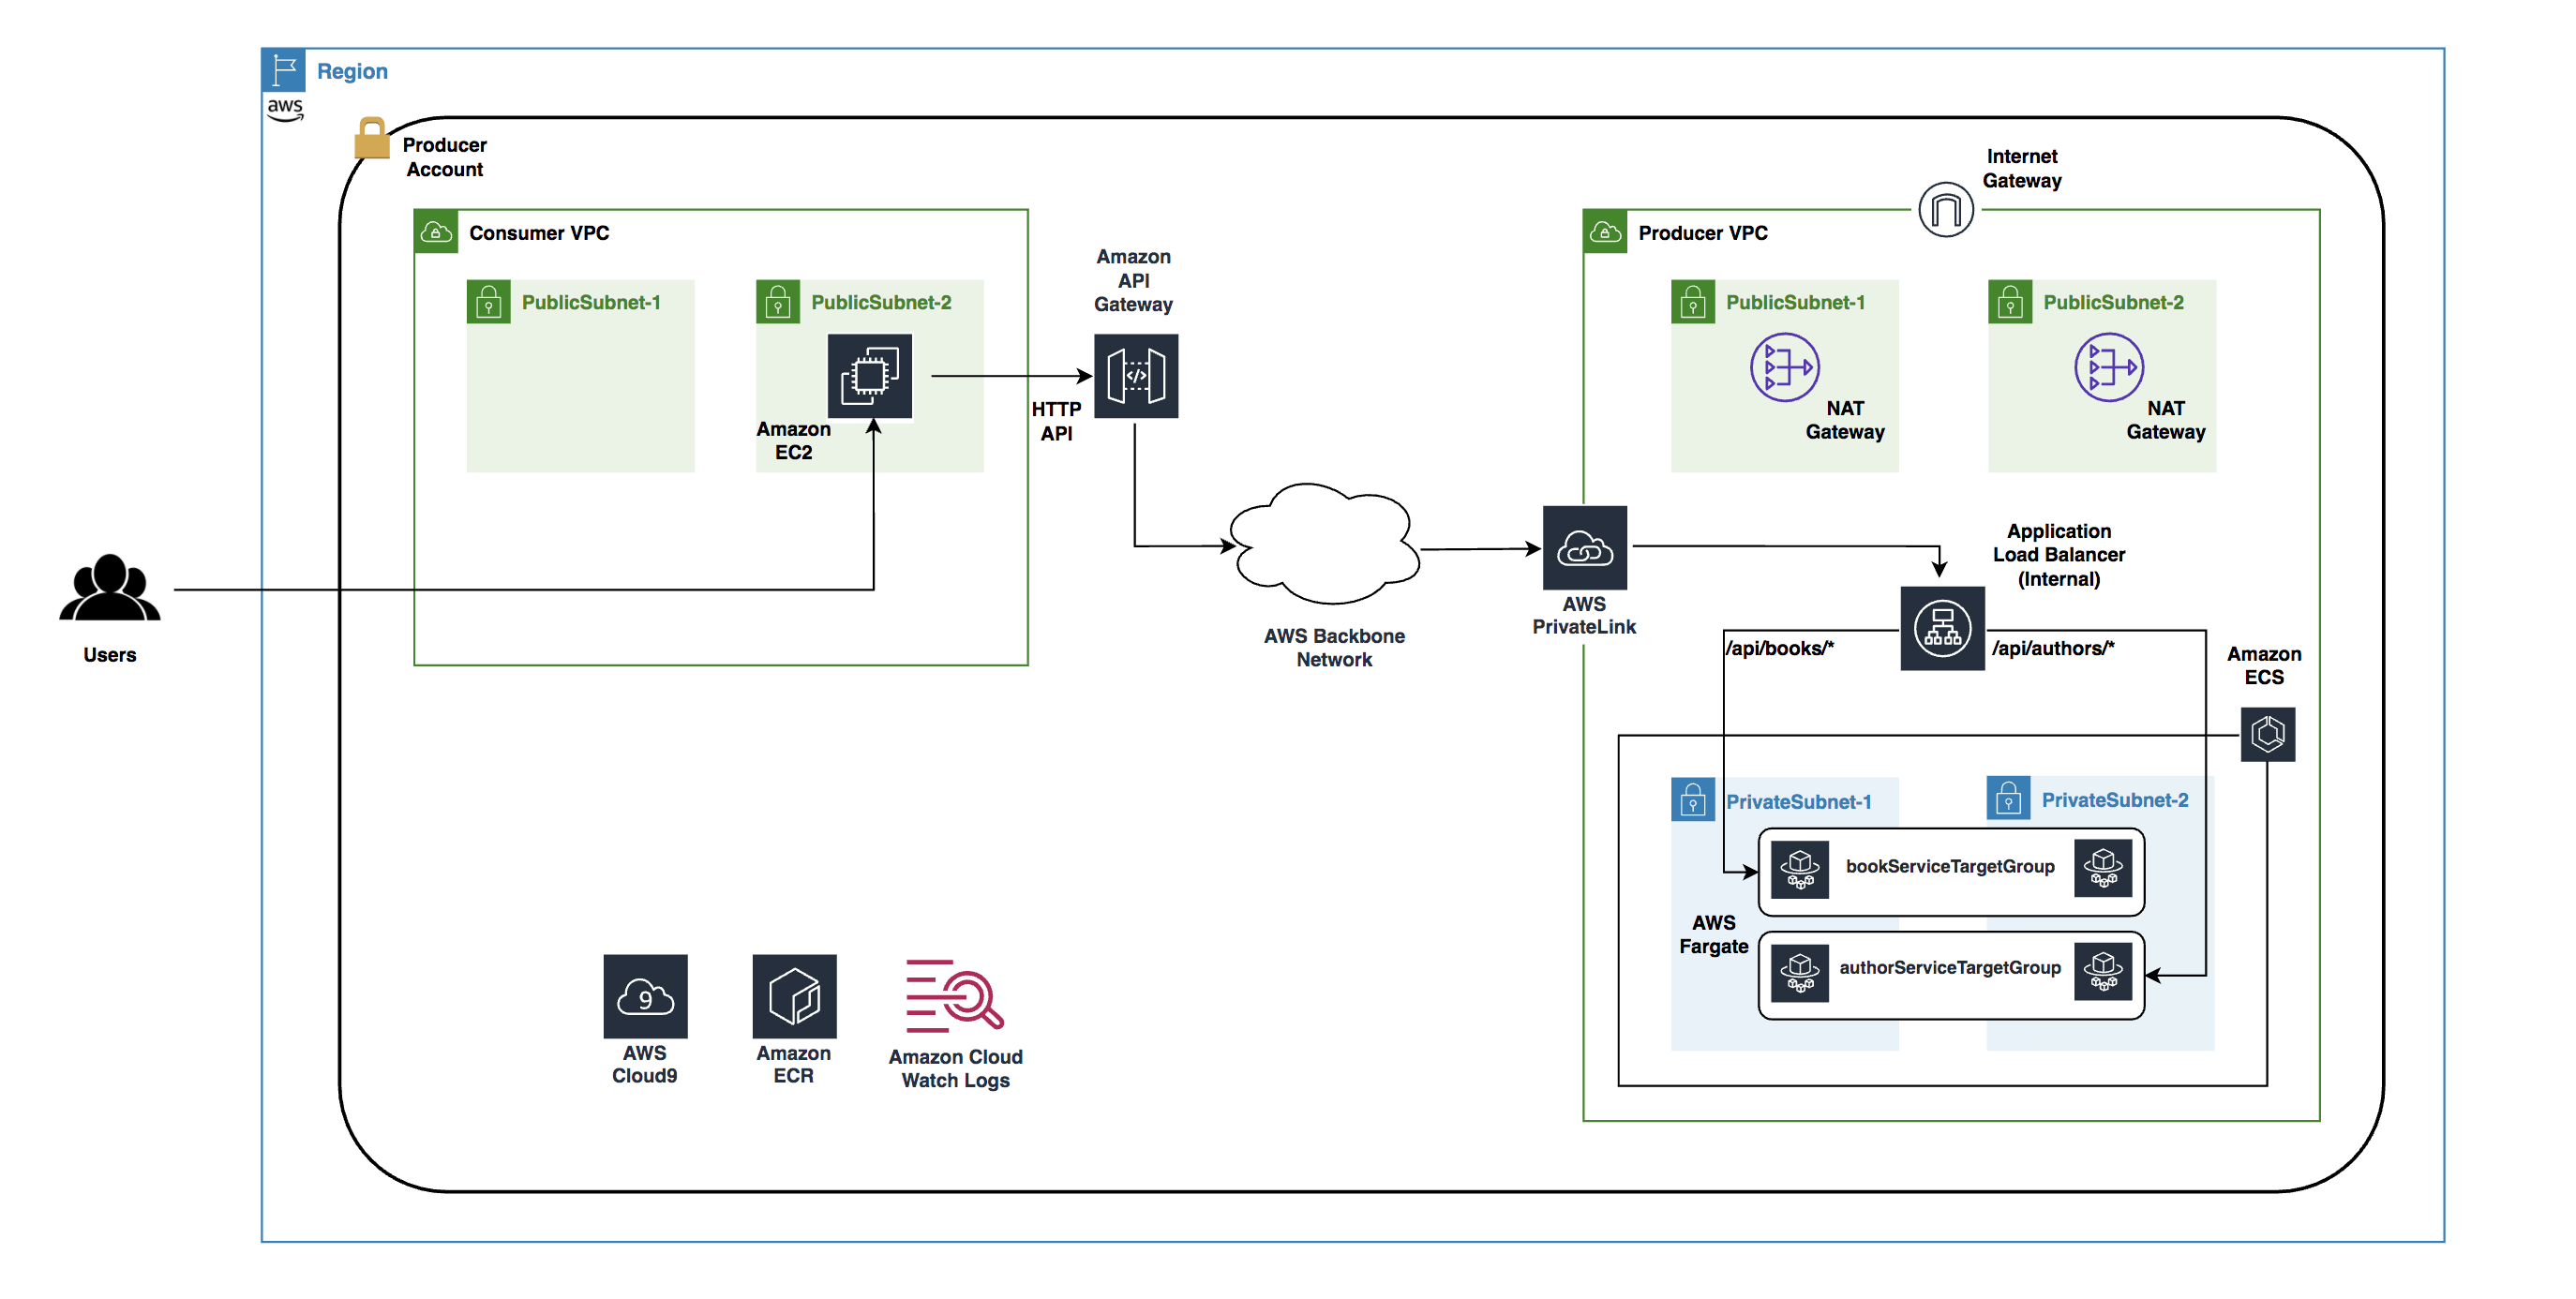 Region
aws
Producer
Account
Internet
Gateway
Consumer VPC
Producer VPC
Amazon
API
Gateway
PublicSubnet-1
PublicSubnet-2
PublicSubnet-1
PublicSubnet-2
</>
HTTP
API
Amazon
EC2
NAT
Gateway
NAT
Gateway
Application
Load Balancer
(Internal)
AWS
PrivateLink
AWS Backbone
Network
Users
/api/books/*
/api/authors/*
Amazon
ECS
PrivateSubnet-1
PrivateSubnet-2
bookServiceTargetGroup
AWS
Fargate
authorServiceTargetGroup
9
AWS
Cloud9
Amazon
ECR
Amazon Cloud
Watch Logs